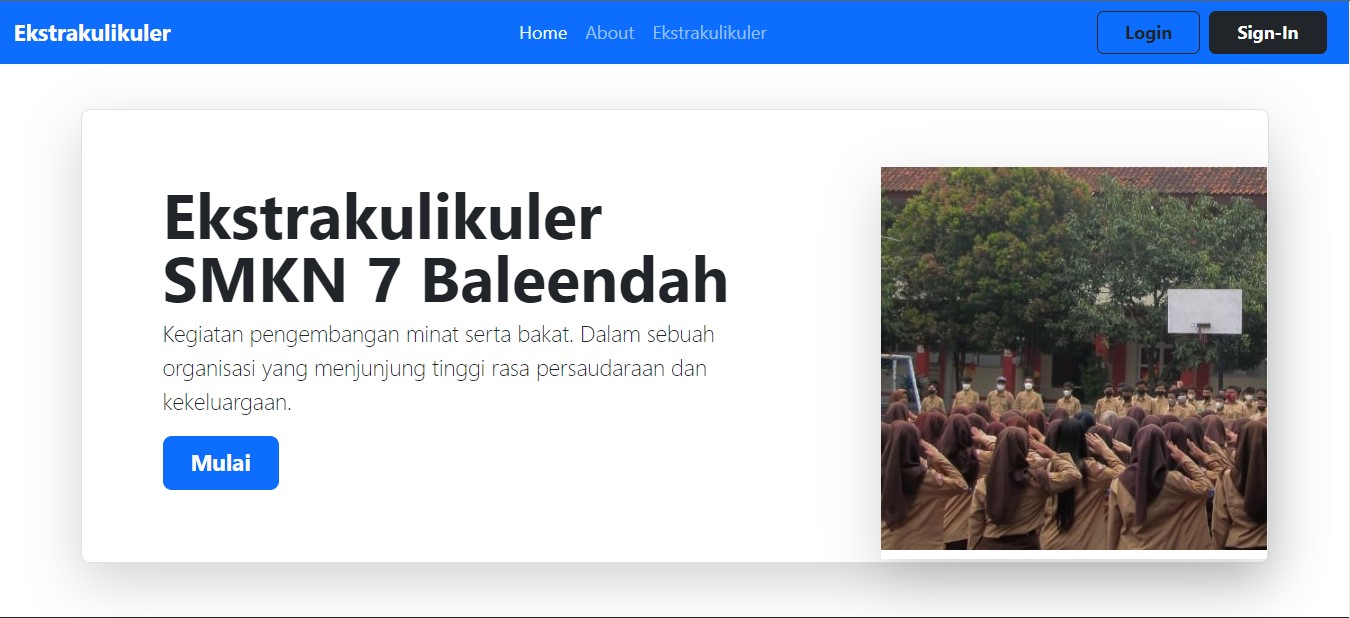 Ekstrakulikuler
Home About Ekstrakulikuler
Login Sign-In
Ekstrakulikuler
SMKN 7 Baleendah
Kegiatan pengembangan minat serta bakat. Dalam sebuah
organisasi yang menjunjung tinggi rasa persaudaraan dan
kekeluargaan.
Mulai